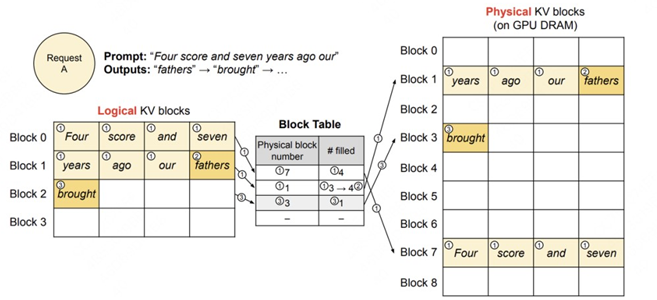 Request
A
Prompt: “Four score and seven years ago our”
Outputs: “fathers” → “brought” → …
Logical KV blocks
Block 0 ① Four ① score ① and ① seven
Block 1 ① years ① ago ① our ② fathers
Block 2 ③ brought
Block 3
Block Table
Physical block number # filled
①7 ①4
①1 ①3 → 4②
③3 ③1
– –
① ① ③
① ③ ①
Physical KV blocks
(on GPU DRAM)
Block 0
Block 1 ① years ① ago ① our ② fathers
Block 2
Block 3 ③ brought
Block 4
Block 5
Block 6
Block 7 ① Four ① score ① and ① seven
Block 8